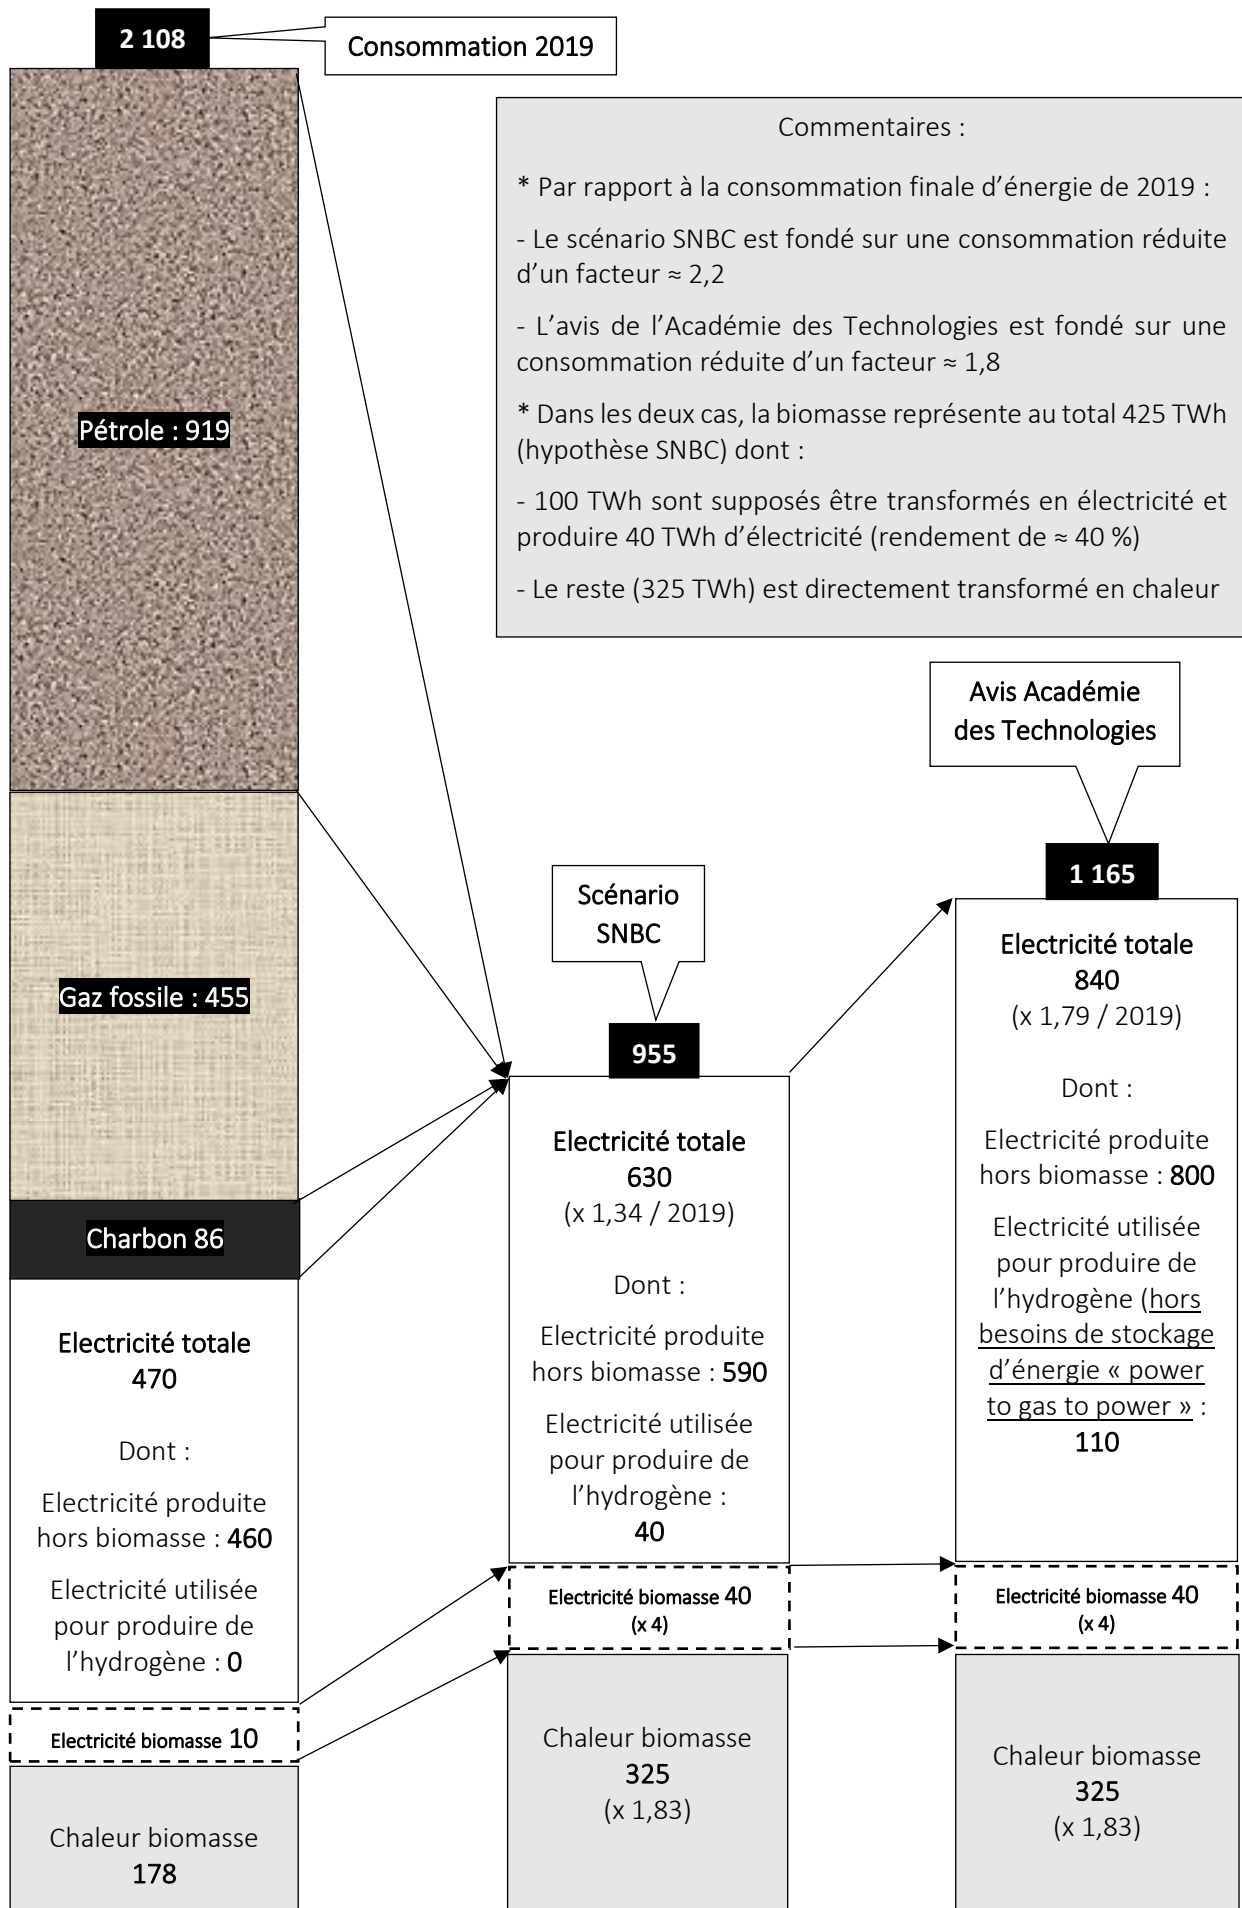 2 108
Consommation 2019
Commentaires :
* Par rapport à la consommation finale d’énergie de 2019 :
- Le scénario SNBC est fondé sur une consommation réduite
d’un facteur ≈ 2,2
- L’avis de l’Académie des Technologies est fondé sur une
consommation réduite d’un facteur ≈ 1,8
* Dans les deux cas, la biomasse représente au total 425 TWh
(hypothèse SNBC) dont :
- 100 TWh sont supposés être transformés en électricité et
produire 40 TWh d’électricité (rendement de ≈ 40 %)
- Le reste (325 TWh) est directement transformé en chaleur
Pétrole : 919
Gaz fossile : 455
Charbon 86
Electricité totale
470
Dont :
Electricité produite
hors biomasse : 460
Electricité utilisée
pour produire de
l’hydrogène : 0
Electricité biomasse 10
Chaleur biomasse
178
Scénario
SNBC
955
Electricité totale
630
(x 1,34 / 2019)
Dont :
Electricité produite
hors biomasse : 590
Electricité utilisée
pour produire de
l’hydrogène :
40
Electricité biomasse 40
(x 4)
Chaleur biomasse
325
(x 1,83)
Avis Académie
des Technologies
1 165
Electricité totale
840
(x 1,79 / 2019)
Dont :
Electricité produite
hors biomasse : 800
Electricité utilisée
pour produire de
l’hydrogène (hors
besoins de stockage
d’énergie « power
to gas to power » :
110
Electricité biomasse 40
(x 4)
Chaleur biomasse
325
(x 1,83)